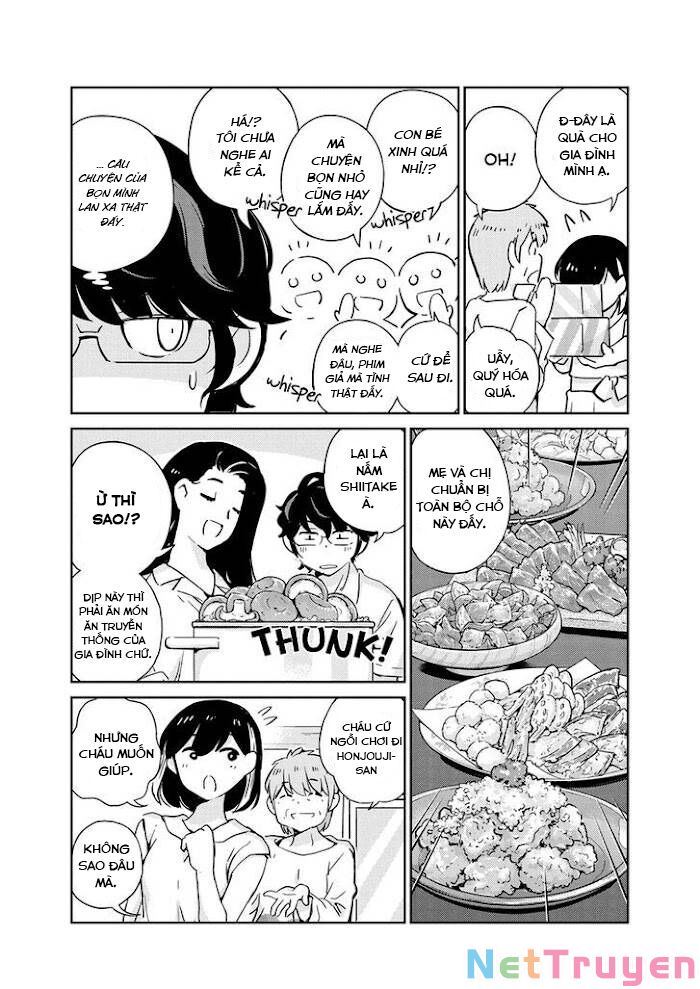 Đ-ĐÂY LÀ
QUÀ CHO
GIA ĐÌNH
MÌNH Ạ.
OH!
UẦY,
QUÝ HÓA
QUÁ.
CON BÉ
XINH QUÁ
NHỈ!?
MÀ
CHUYỆN
BỌN NHỎ
CŨNG HAY
LẮM ĐẤY.
HÁ!?
TÔI CHƯA
NGHE AI
KỂ CẢ.
whisper
whisper
CỨ ĐỂ
SAU ĐI.
MÀ NGHE
ĐÂU, PHIM
GIẢ MÀ TÌNH
THẬT ĐẤY.
whisper
... CÂU
CHUYỆN CỦA
BỌN MÌNH
LAN XA THẬT
ĐẤY.
MẸ VÀ CHỊ
CHUẨN BỊ
TOÀN BỘ CHỖ
NÀY ĐẤY.
LẠI LÀ
NẤM
SHIITAKE
À.
Ừ THÌ
SAO!?
DỊP NÀY THÌ
PHẢI ĂN MÓN
ĂN TRUYỀN
THỐNG CỦA
GIA ĐÌNH CHỨ.
THUNK!
CHÁU CỨ
NGỒI CHƠI ĐI
HONJOUJI-
SAN
NHƯNG
CHÁU MUỐN
GIÚP.
KHÔNG
SAO ĐÂU
MÀ.
NetTruyen